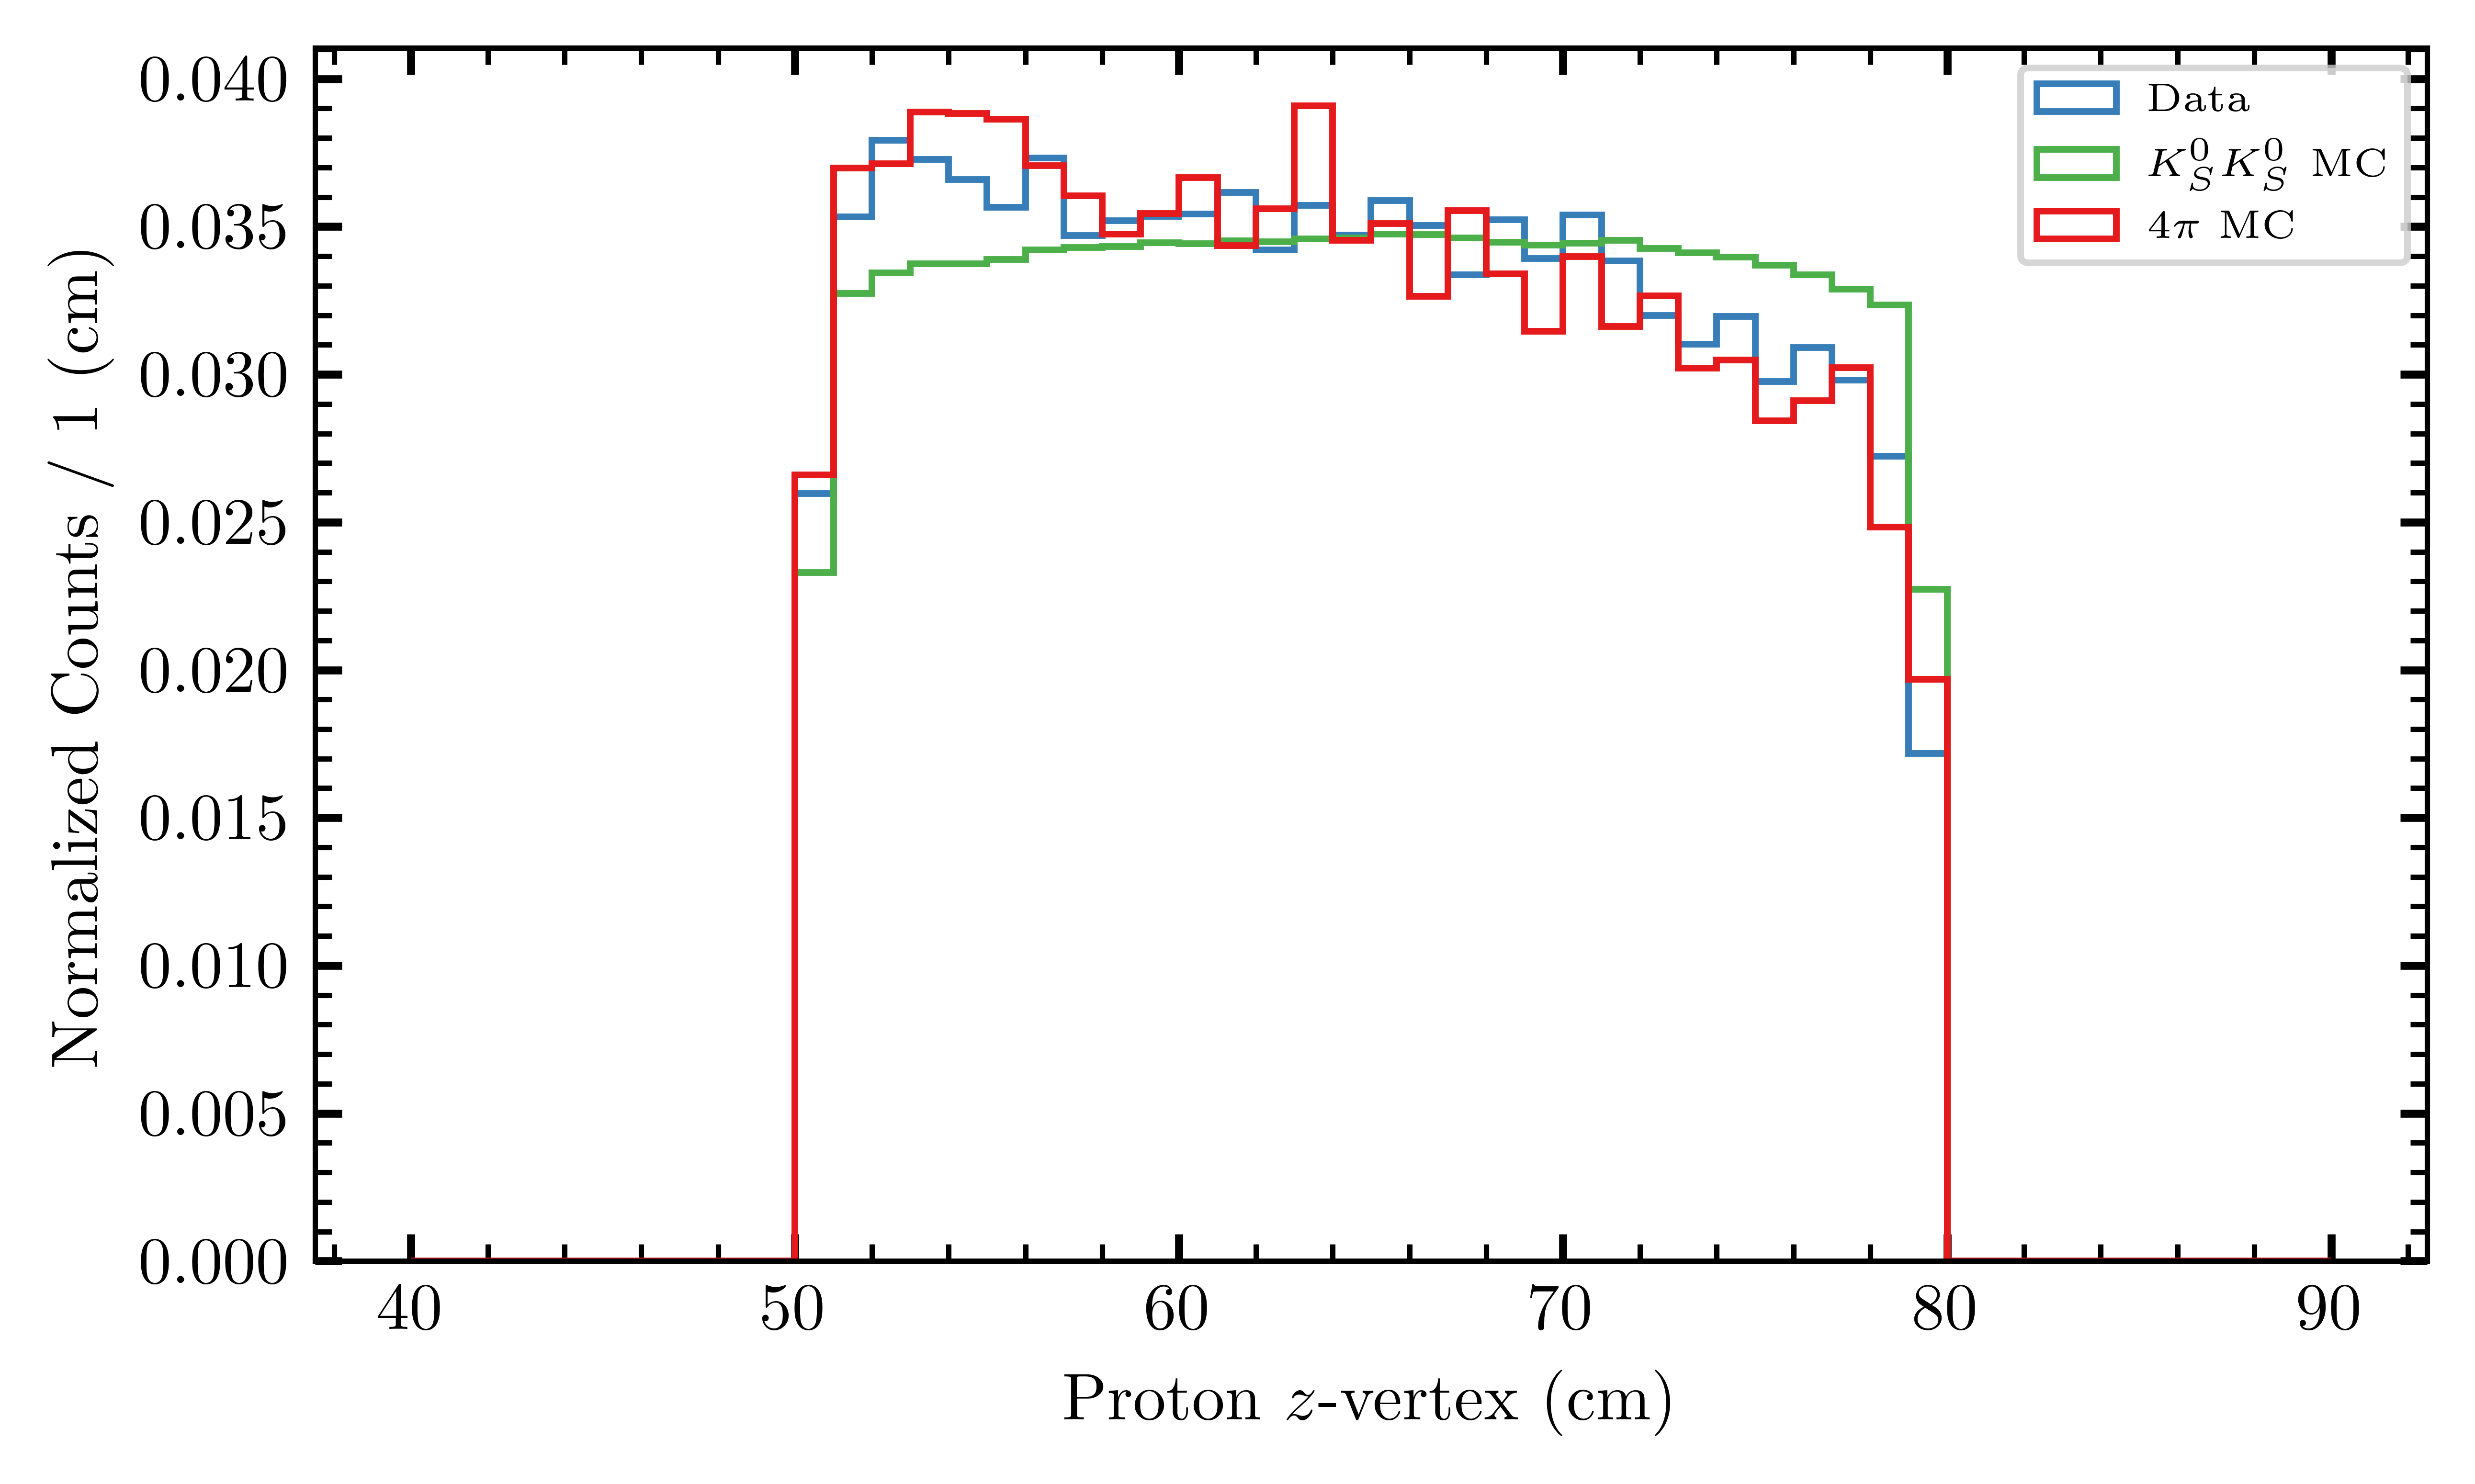 Normalized Counts / 1 (cm)
0.040
0.035
0.030
0.025
0.020
0.015
0.010
0.005
0.000
Data
$K_S^0 K_S^0$ MC
4π MC
40 50 60 70 80 90
Proton z-vertex (cm)